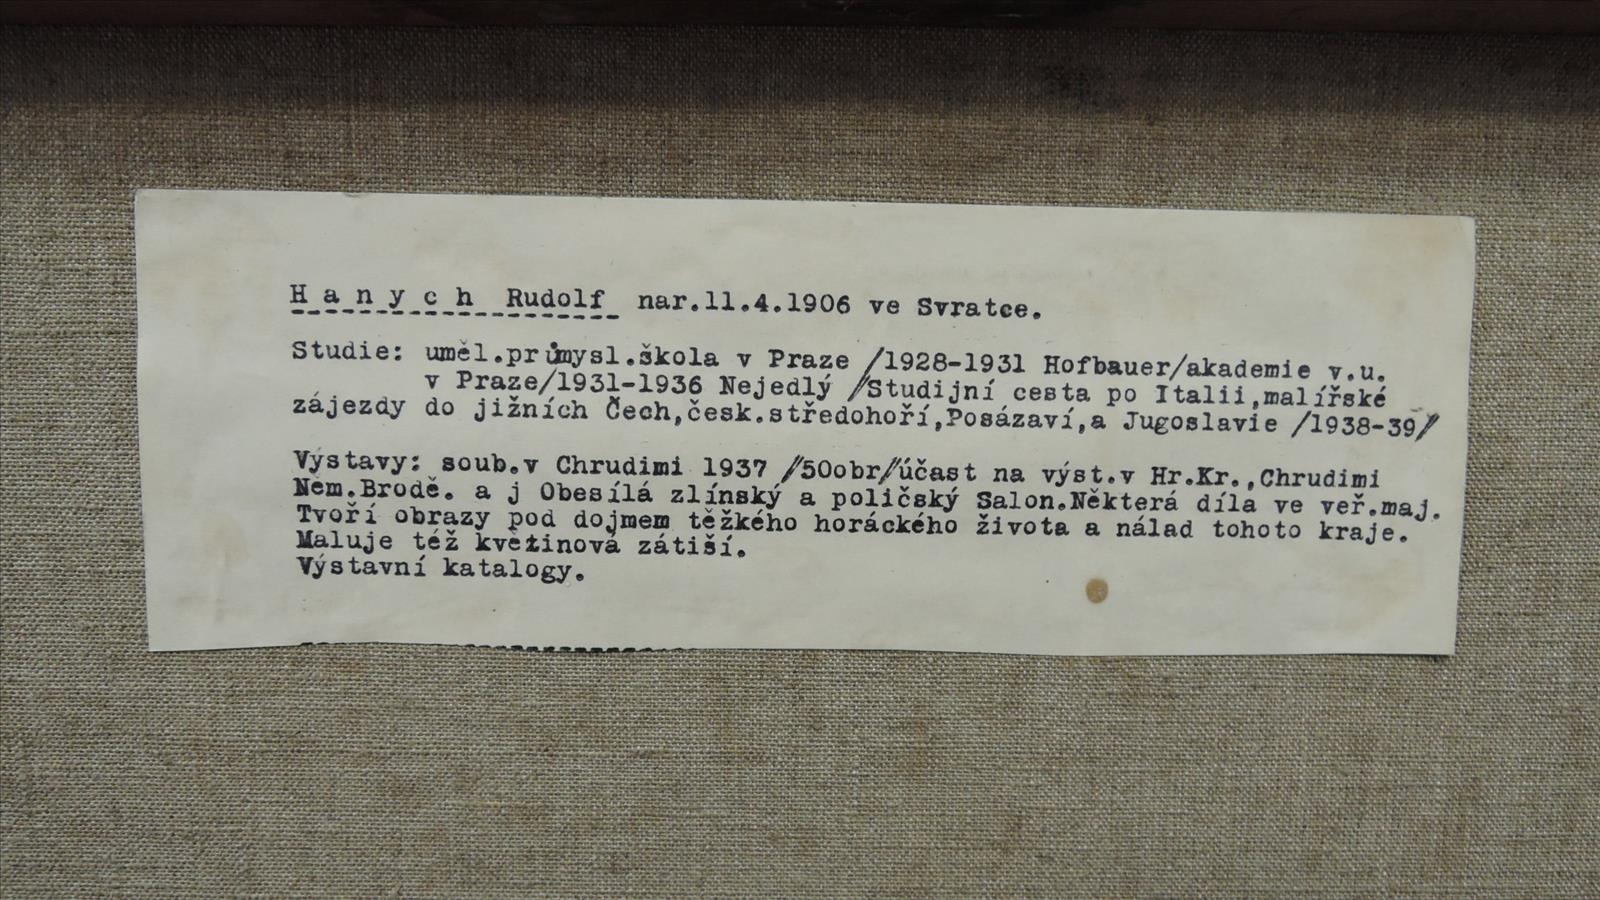 H a n y c h Rudolf nar.11.4.1906 ve Svratce.
Studie: uměl.průmysl.škola v Praze /1928-1931 Hofbauer/akademie v.u.
v Praze/1931-1936 Nejedlý /Studijní cesta po Italii,malířské
zájezdy do jižních Čech,česk.středohoří,Posázaví,a Jugoslavie /1938-39/
Výstavy: soub.v Chrudimi 1937 /50obr/účast na výst.v Hr.Kr.,Chrudimi
Něm.Brodě. a j Obesílá zlínský a poličský Salon.Některá díla ve veř.maj.
Tvoří obrazy pod dojmem těžkého horáckého života a nálad tohoto kraje.
Maluje též květinová zátiší.
Výstavní katalogy.